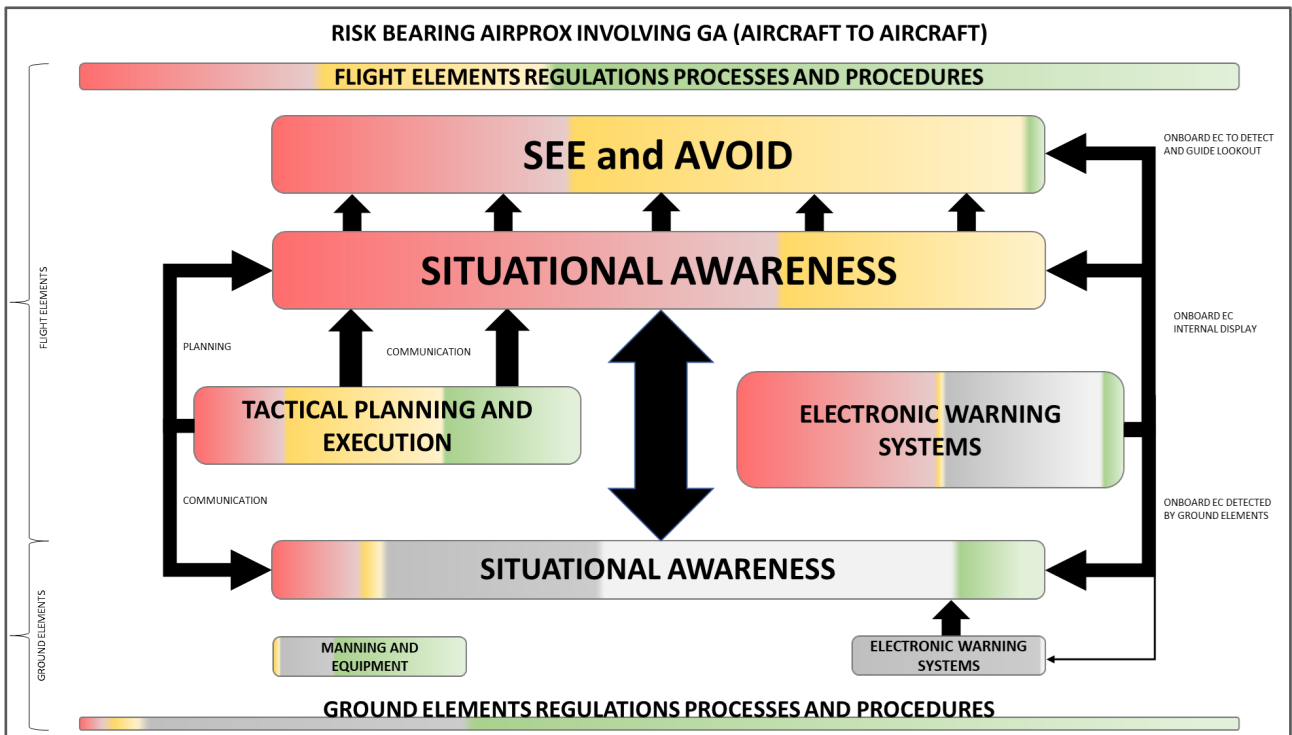 RISK BEARING AIRPROX INVOLVING GA (AIRCRAFT TO AIRCRAFT)
FLIGHT ELEMENTS REGULATIONS PROCESSES AND PROCEDURES
SEE and AVOID
ONBOARD EC TO DETECT
AND GUIDE LOOKOUT
SITUATIONAL AWARENESS
FLIGHT ELEMENTS
PLANNING
COMMUNICATION
ONBOARD EC
INTERNAL DISPLAY
TACTICAL PLANNING AND
EXECUTION
ELECTRONIC WARNING
SYSTEMS
COMMUNICATION
ONBOARD EC DETECTED
BY GROUND ELEMENTS
SITUATIONAL AWARENESS
GROUND ELEMENTS
MANNING AND
EQUIPMENT
ELECTRONIC WARNING
SYSTEMS
GROUND ELEMENTS REGULATIONS PROCESSES AND PROCEDURES